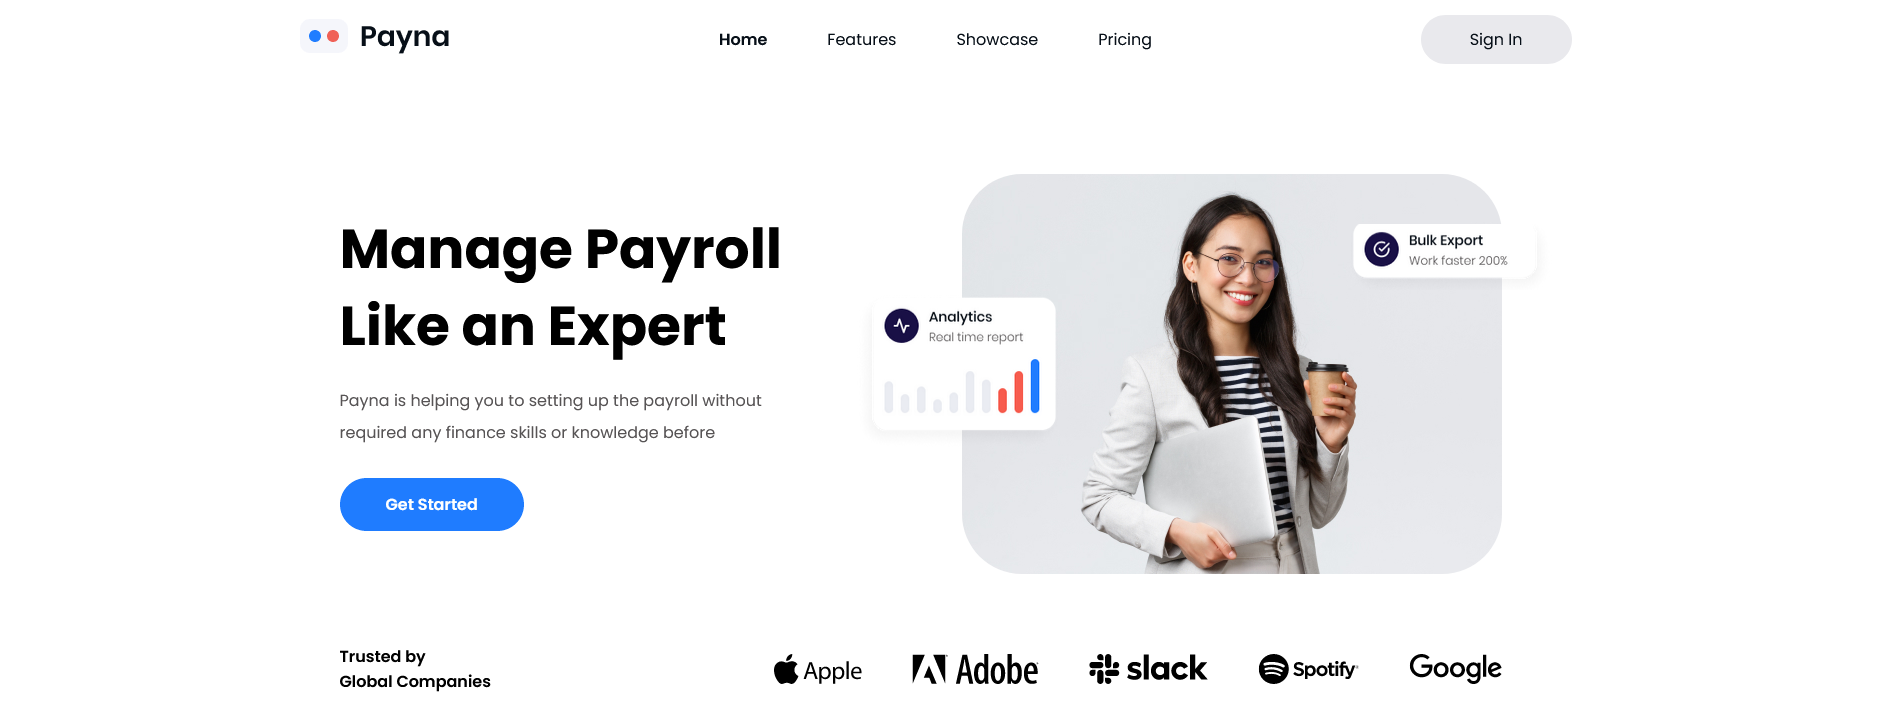 Payna
Home
Features
Showcase
Pricing
Sign In
Manage Payroll
Like an Expert
Payna is helping you to setting up the payroll without
required any finance skills or knowledge before
Get Started
Analytics
Real time report
Bulk Export
Work faster 200%
Trusted by
Global Companies
Apple
Adobe
slack
Spotify
Google